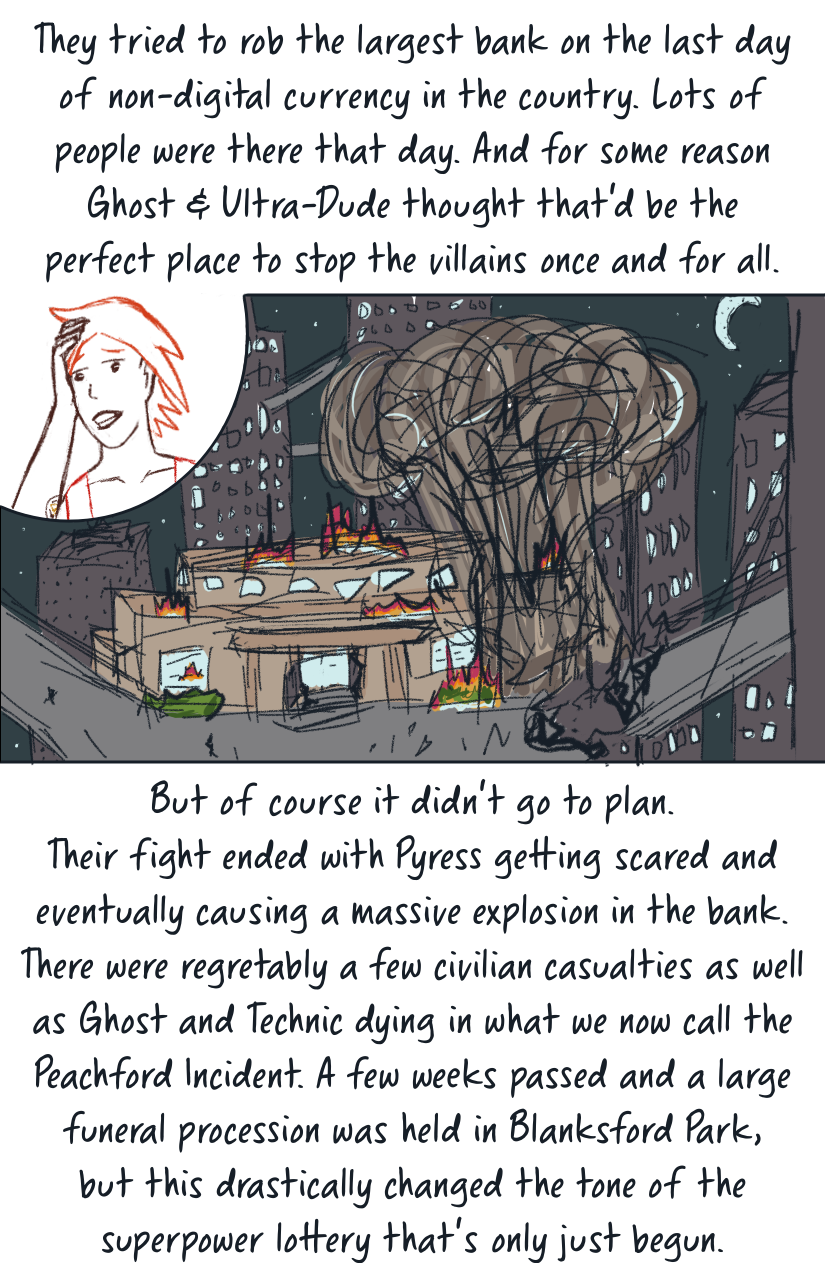 They tried to rob the largest bank on the last day
of non-digital currency in the country. Lots of
people were there that day. And for some reason
Ghost & Ultra-Dude thought that'd be the
perfect place to stop the villains once and for all.
But of course it didn't go to plan.
Their fight ended with Pyress getting scared and
eventually causing a massive explosion in the bank.
There were regretably a few civilian casualties as well
as Ghost and Technic dying in what we now call the
Peachford Incident. A few weeks passed and a large
funeral procession was held in Blanksford Park,
but this drastically changed the tone of the
superpower lottery that's only just begun.